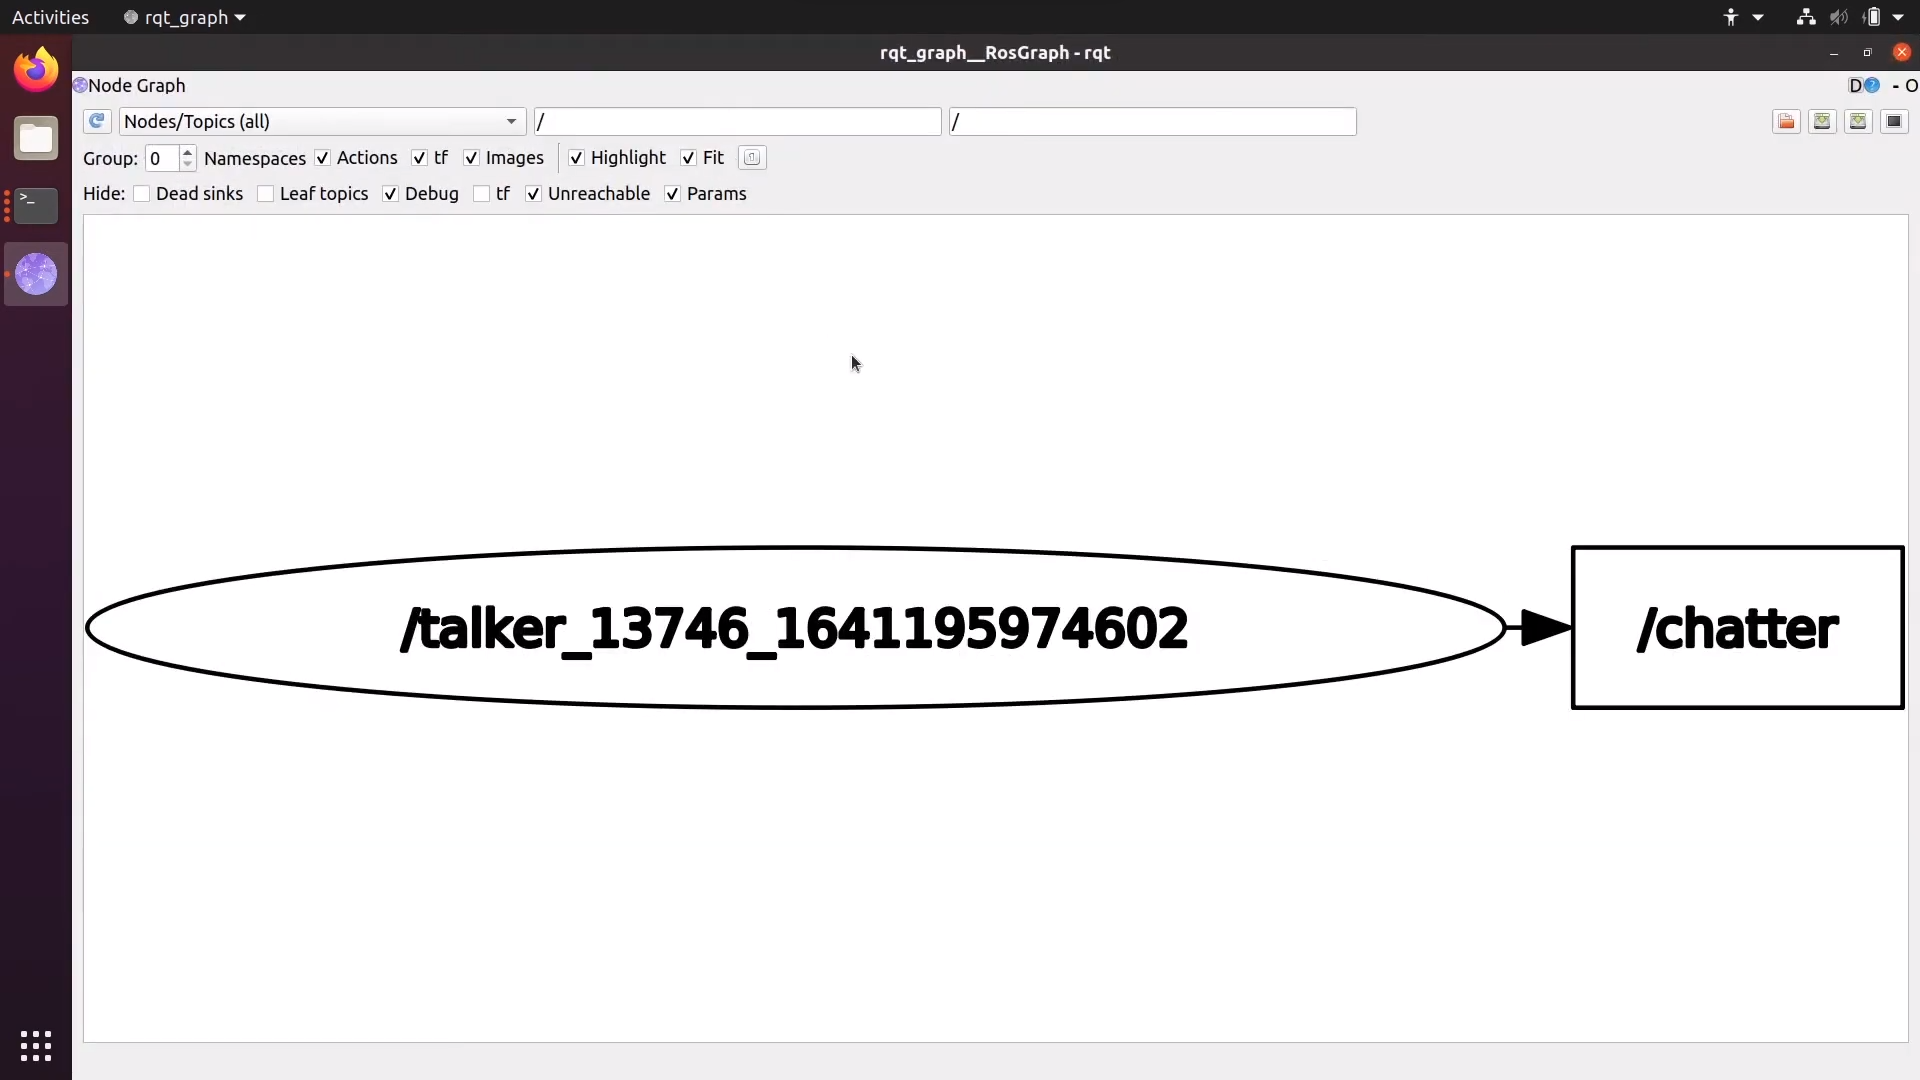 Activities rqt_graph
rqt_graph__RosGraph - rqt
Node Graph D - O
Nodes/Topics (all) / /
Group: 0 Namespaces Actions tf Images Highlight Fit
Hide: Dead sinks Leaf topics Debug tf Unreachable Params
/talker_13746_1641195974602 /chatter